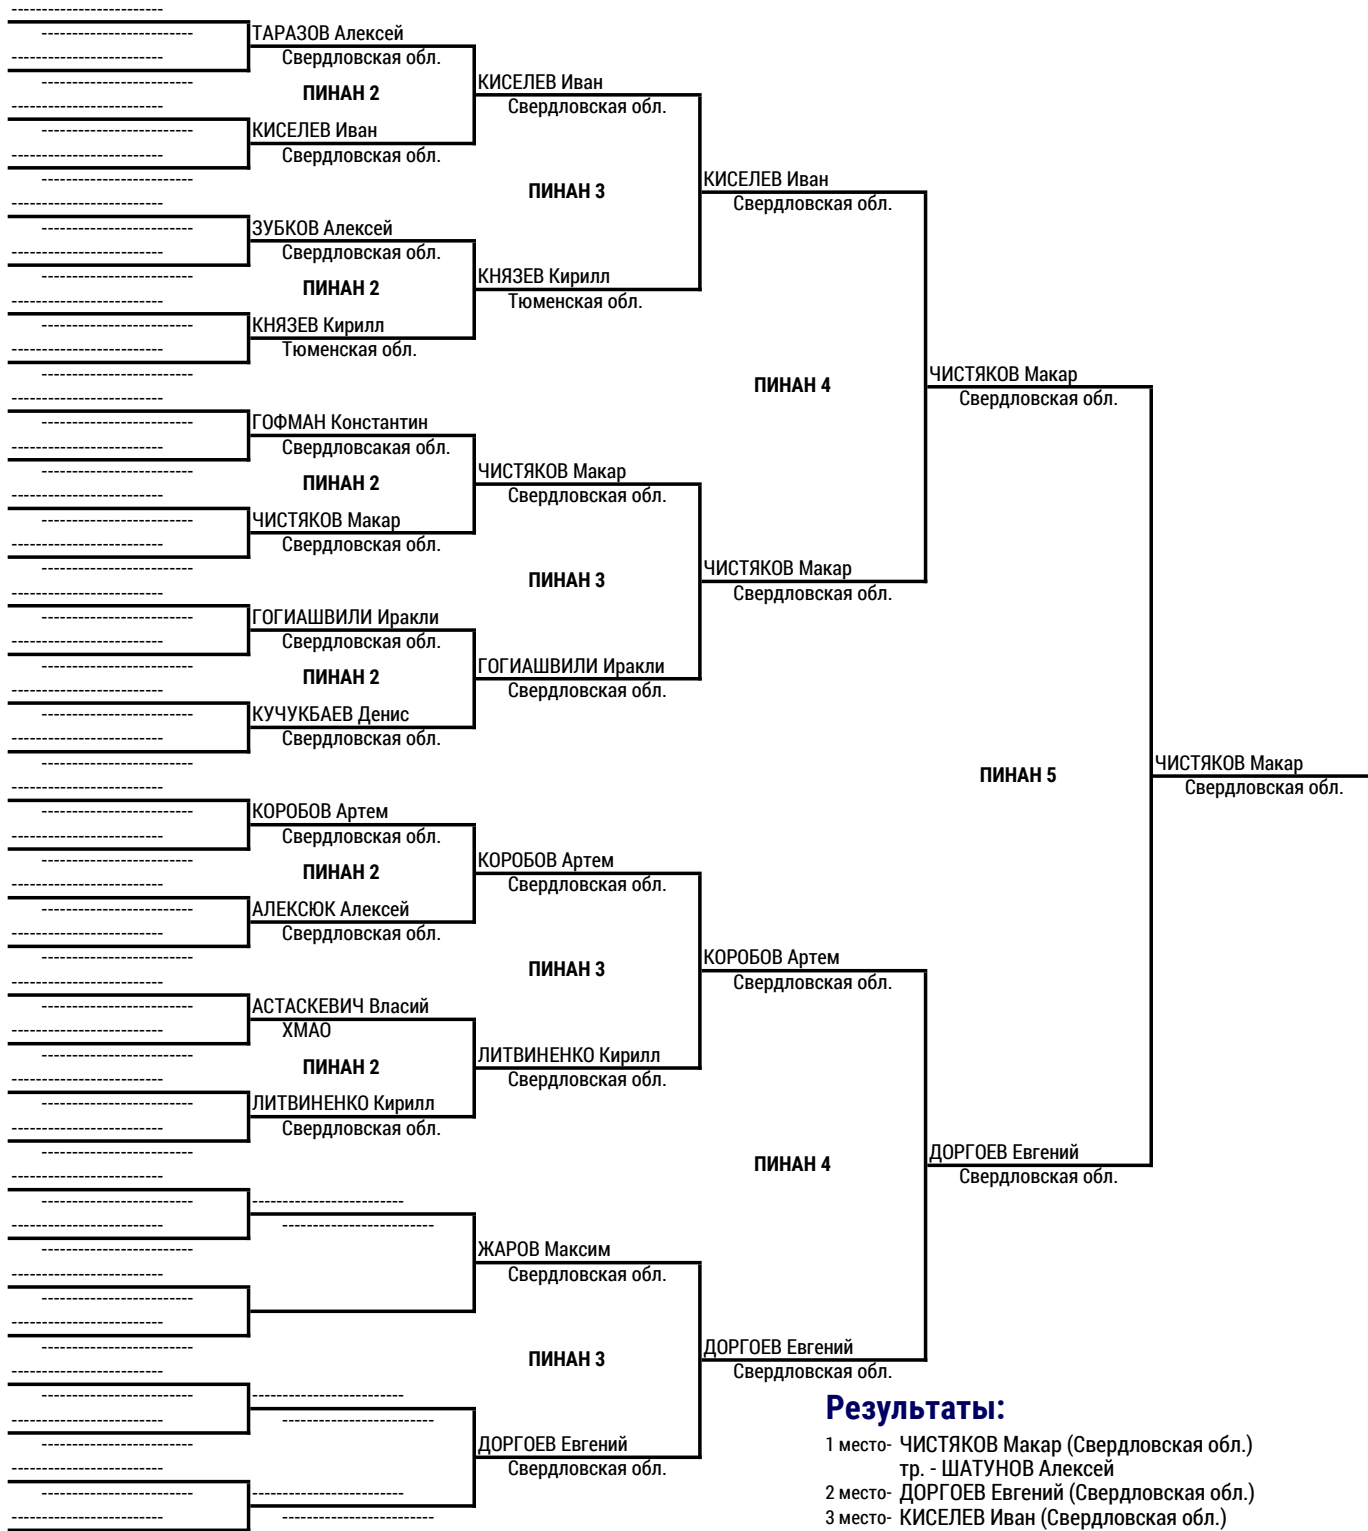 ТАРАЗОВ Алексей
Свердловская обл.
ПИНАН 2
КИСЕЛЕВ Иван
Свердловская обл.
КИСЕЛЕВ Иван
Свердловская обл.
ПИНАН 3
КИСЕЛЕВ Иван
Свердловская обл.
ЗУБКОВ Алексей
Свердловская обл.
ПИНАН 2
КНЯЗЕВ Кирилл
Тюменская обл.
КНЯЗЕВ Кирилл
Тюменская обл.
ПИНАН 4
ЧИСТЯКОВ Макар
Свердловская обл.
ГОФМАН Константин
Свердловсакая обл.
ПИНАН 2
ЧИСТЯКОВ Макар
Свердловская обл.
ЧИСТЯКОВ Макар
Свердловская обл.
ПИНАН 3
ЧИСТЯКОВ Макар
Свердловская обл.
ГОГИАШВИЛИ Иракли
Свердловская обл.
ПИНАН 2
ГОГИАШВИЛИ Иракли
Свердловская обл.
КУЧУКБАЕВ Денис
Свердловская обл.
ПИНАН 5
ЧИСТЯКОВ Макар
Свердловская обл.
КОРОБОВ Артем
Свердловская обл.
ПИНАН 2
КОРОБОВ Артем
Свердловская обл.
АЛЕКСЮК Алексей
Свердловская обл.
ПИНАН 3
КОРОБОВ Артем
Свердловская обл.
АСТАСКЕВИЧ Власий
ХМАО
ПИНАН 2
ЛИТВИНЕНКО Кирилл
Свердловская обл.
ЛИТВИНЕНКО Кирилл
Свердловская обл.
ПИНАН 4
ДОРГОЕВ Евгений
Свердловская обл.
ЖАРОВ Максим
Свердловская обл.
ПИНАН 3
ДОРГОЕВ Евгений
Свердловская обл.
ДОРГОЕВ Евгений
Свердловская обл.
Результаты:
1 место- ЧИСТЯКОВ Макар (Свердловская обл.)
тр. - ШАТУНОВ Алексей
2 место- ДОРГОЕВ Евгений (Свердловская обл.)
3 место- КИСЕЛЕВ Иван (Свердловская обл.)